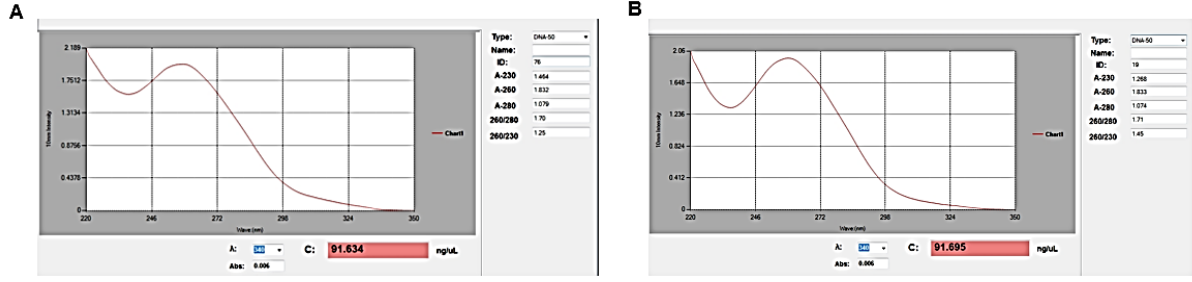 A
2.189
1.7512
1.3134
0.8756
0.4378
0
10mm Intensity
220 246 272 298 324 350
Wave:(nm)
Chart1
Type: DNA-50
Name:
ID: 76
A-230 1.464
A-260 1.832
A-280 1.079
260/280 1.70
260/230 1.25
λ: 340 C: 91.634 ng/uL
Abs: 0.006
B
2.06
1.648
1.236
0.824
0.412
0
10mm Intensity
220 246 272 298 324 350
Wave:(nm)
Chart1
Type: DNA-50
Name:
ID: 19
A-230 1.268
A-260 1.833
A-280 1.074
260/280 1.71
260/230 1.45
λ: 340 C: 91.695 ng/uL
Abs: 0.006